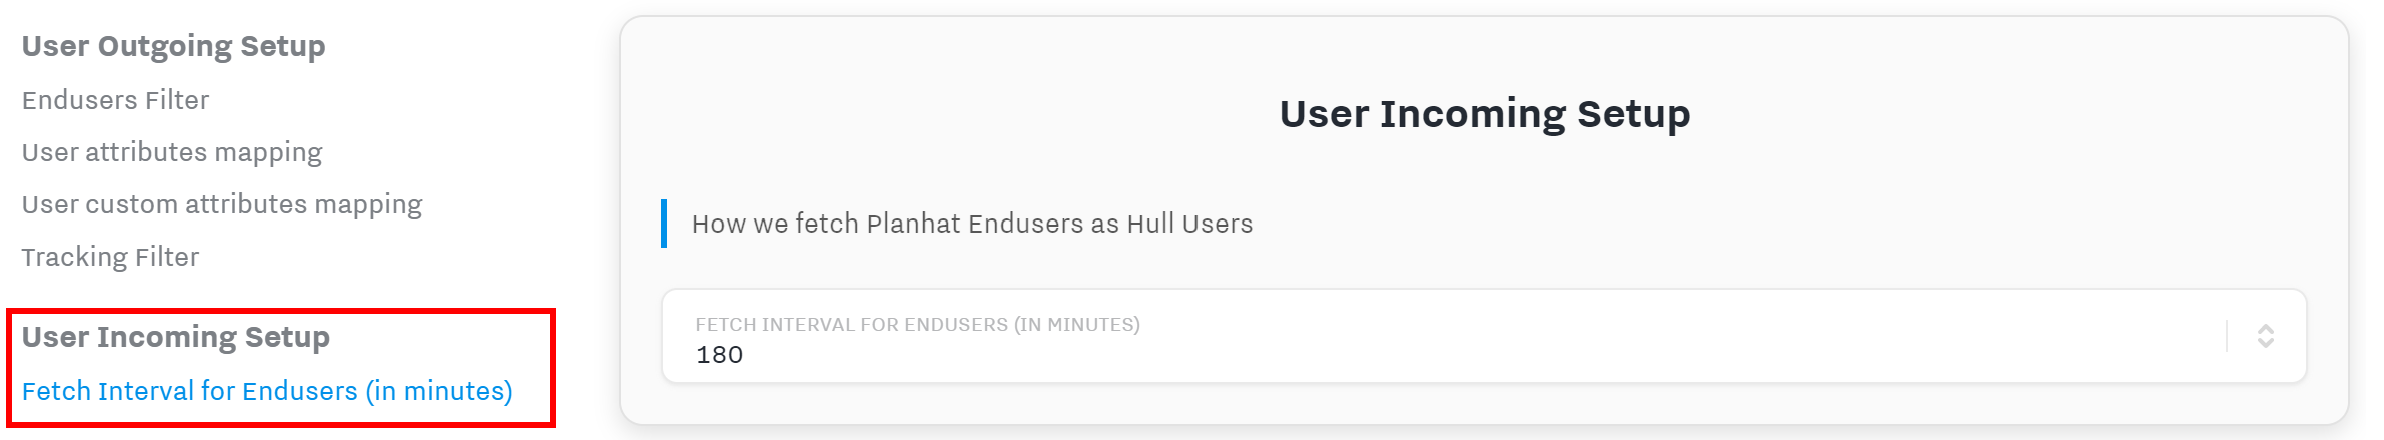 User Outgoing Setup
Endusers Filter
User attributes mapping
User custom attributes mapping
Tracking Filter
User Incoming Setup
Fetch Interval for Endusers (in minutes)
User Incoming Setup
How we fetch Planhat Endusers as Hull Users
FETCH INTERVAL FOR ENDUSERS (IN MINUTES)
180